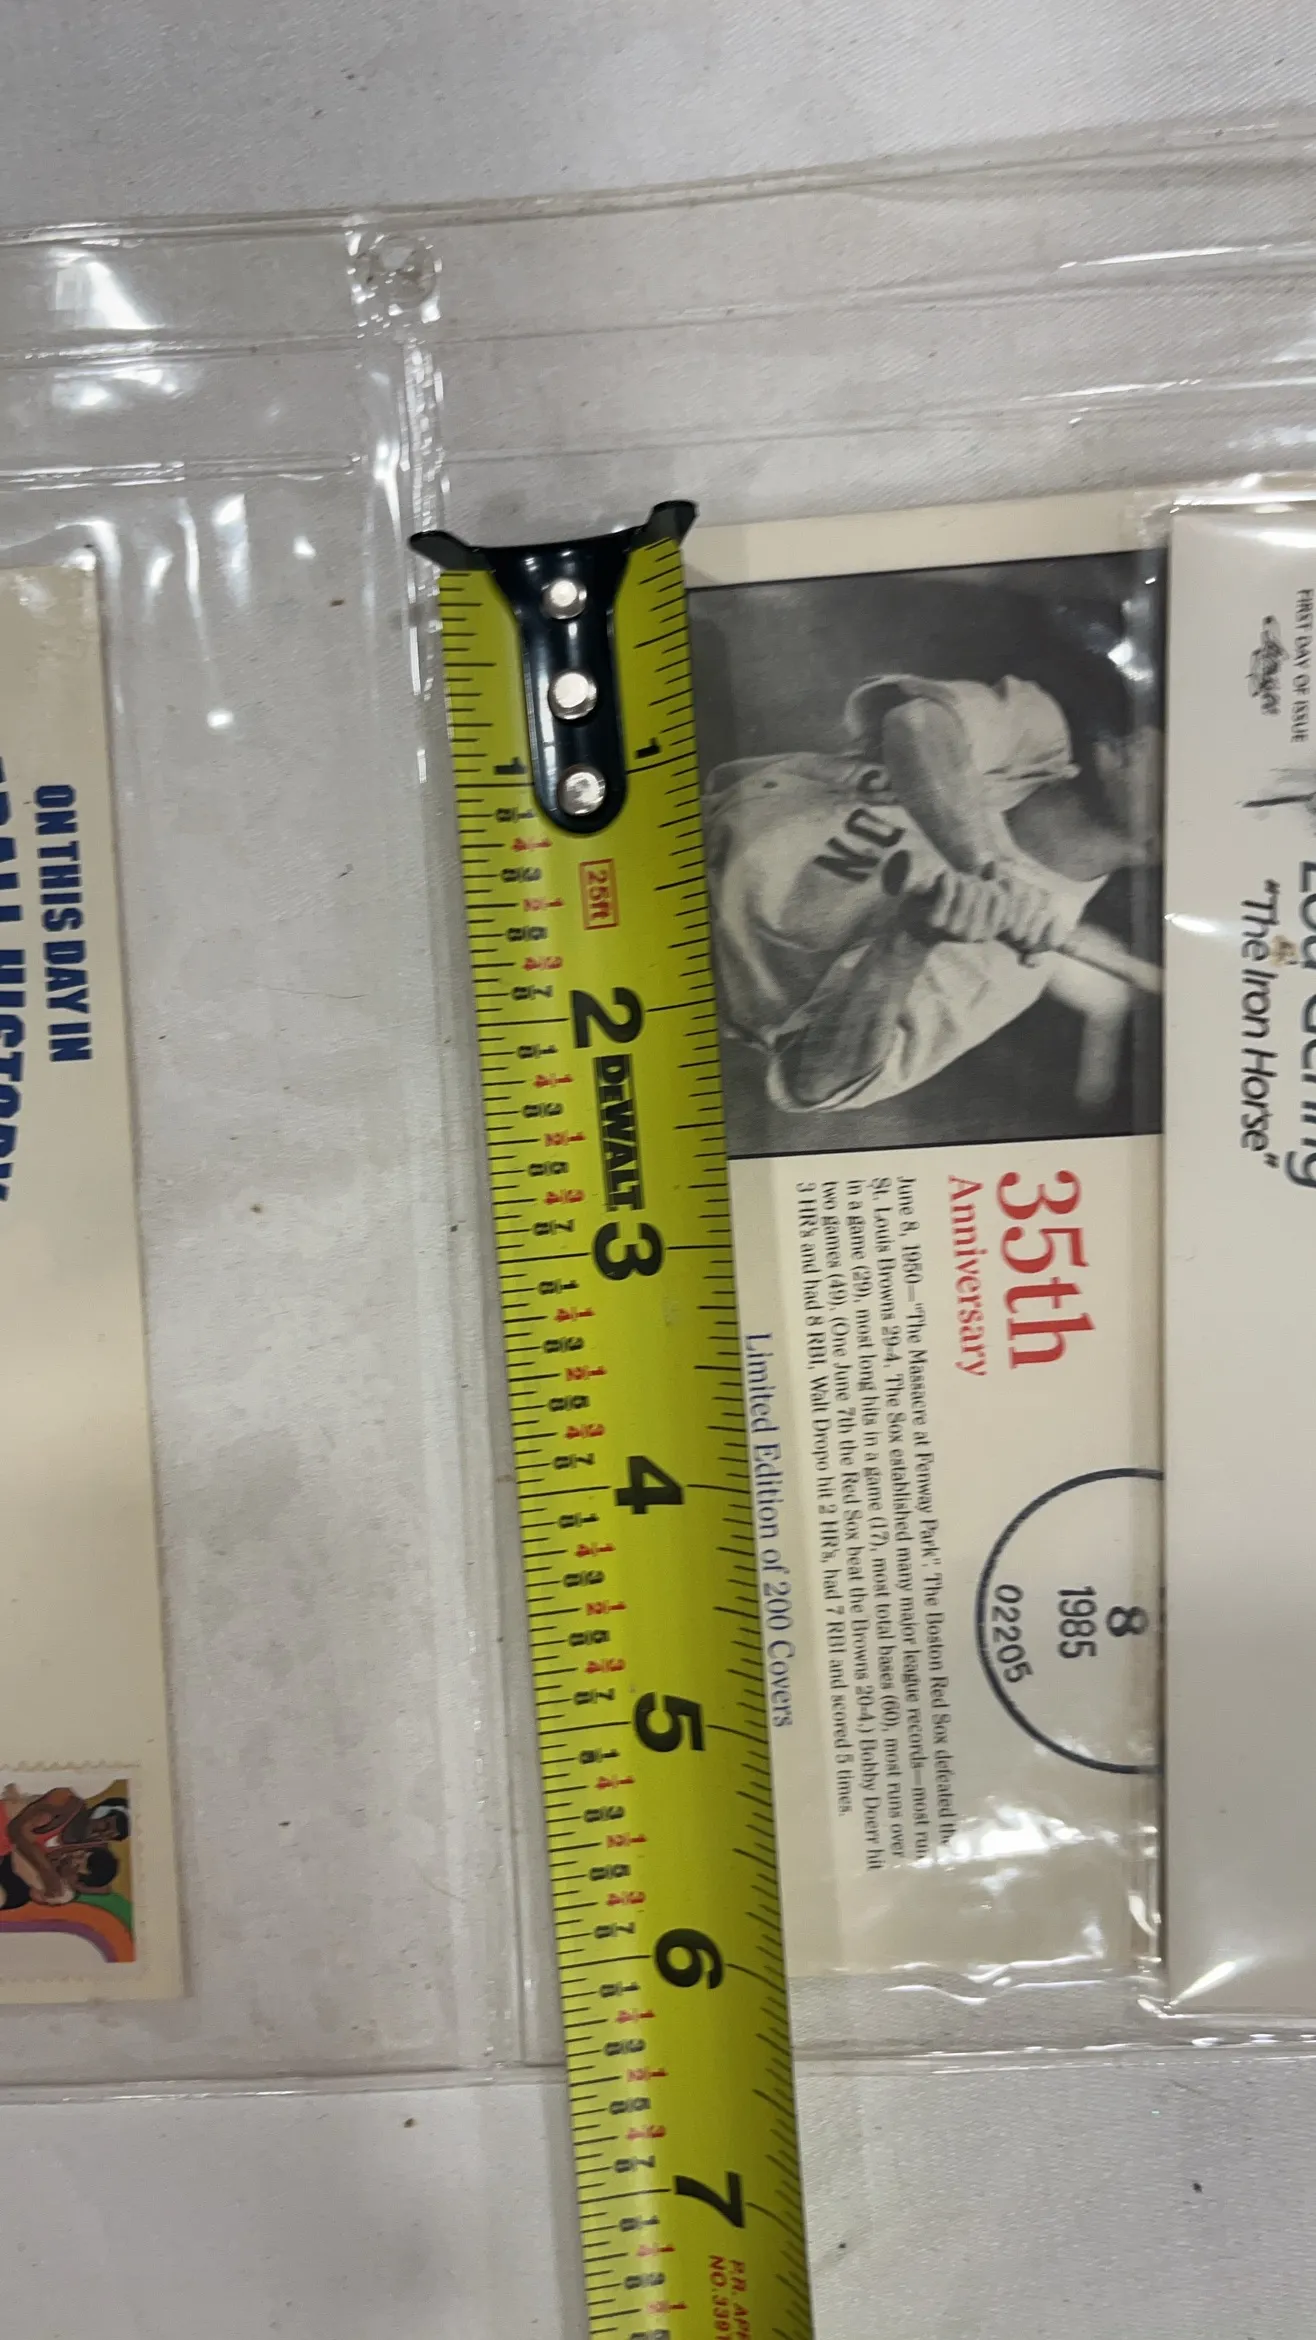 ON THIS DAY IN
1
1
25ft
2
DEWALT
3
4
5
6
7
NO.
35th
Anniversary
June 8, 1950—"The Massacre at Fenway Park". The Boston Red Sox defeated the
St. Louis Browns 29-4. The Sox established many major league records—most run
in a game (29), most long hits in a game (17), most total bases (60), most runs over
two games (49), (One June 7th the Red Sox beat the Browns 20-4.) Bobby Doerr hit
3 HR's and had 8 RBI, Walt Dropo hit 2 HR's, had 7 RBI and scored 5 times.
Limited Edition of 200 Covers
8
1985
02205
FIRST DAY OF ISSUE
"The Iron Horse"